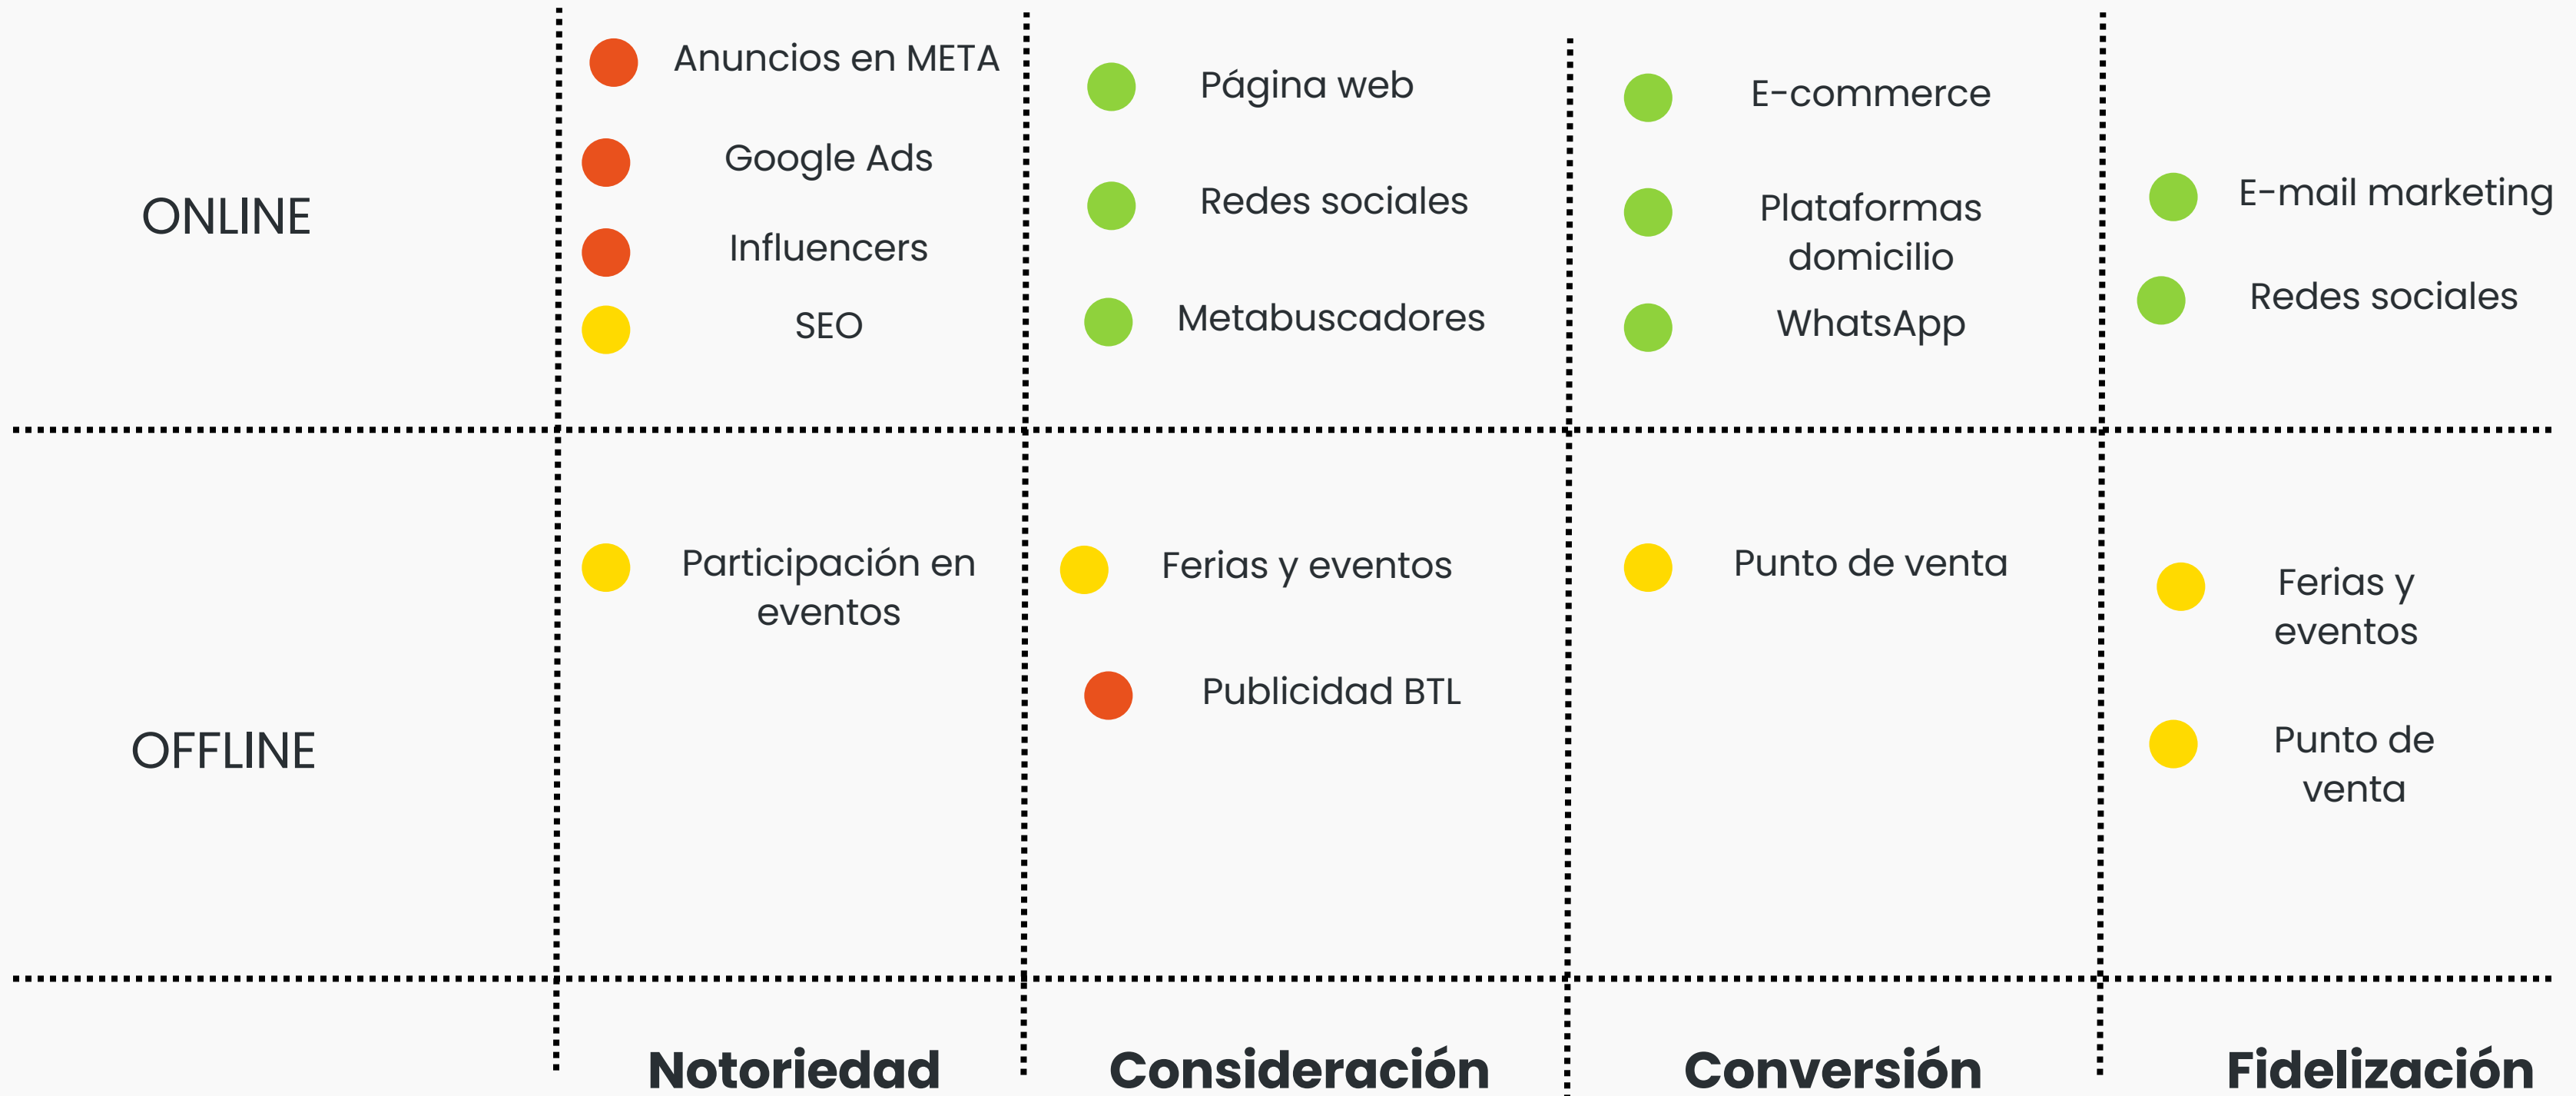 ONLINE
Anuncios en META
Google Ads
Influencers
SEO
Página web
Redes sociales
Metabuscadores
E-commerce
Plataformas
domicilio
WhatsApp
E-mail marketing
Redes sociales
OFFLINE
Participación en
eventos
Ferias y eventos
Publicidad BTL
Punto de venta
Ferias y
eventos
Punto de
venta
Notoriedad
Consideración
Conversión
Fidelización